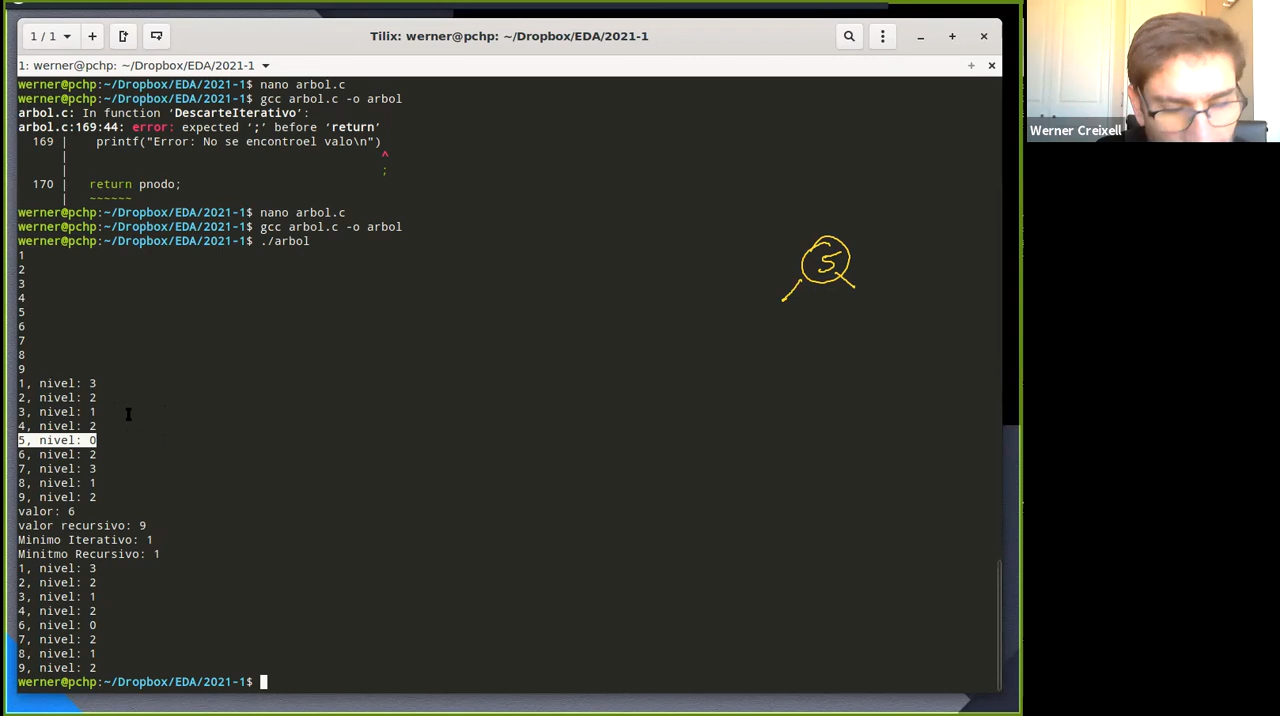 1 / 1
Tilix: werner@pchp: ~/Dropbox/EDA/2021-1
1: werner@pchp: ~/Dropbox/EDA/2021-1
werner@pchp:~/Dropbox/EDA/2021-1$ nano arbol.c
werner@pchp:~/Dropbox/EDA/2021-1$ gcc arbol.c -o arbol
arbol.c: In function ‘DescarteIterativo’:
arbol.c:169:44: error: expected ‘;’ before ‘return’
169 | printf("Error: No se encontroel valo\n")
| ^
| ;
170 | return pnodo;
| ~~~~~~
werner@pchp:~/Dropbox/EDA/2021-1$ nano arbol.c
werner@pchp:~/Dropbox/EDA/2021-1$ gcc arbol.c -o arbol
werner@pchp:~/Dropbox/EDA/2021-1$ ./arbol
1
2
3
4
5
6
7
8
9
1, nivel: 3
2, nivel: 2
3, nivel: 1
4, nivel: 2
5, nivel: 0
6, nivel: 2
7, nivel: 3
8, nivel: 1
9, nivel: 2
valor: 6
valor recursivo: 9
Minimo Iterativo: 1
Minitmo Recursivo: 1
1, nivel: 3
2, nivel: 2
3, nivel: 1
4, nivel: 2
6, nivel: 0
7, nivel: 2
8, nivel: 1
9, nivel: 2
werner@pchp:~/Dropbox/EDA/2021-1$
5
Werner Creixell